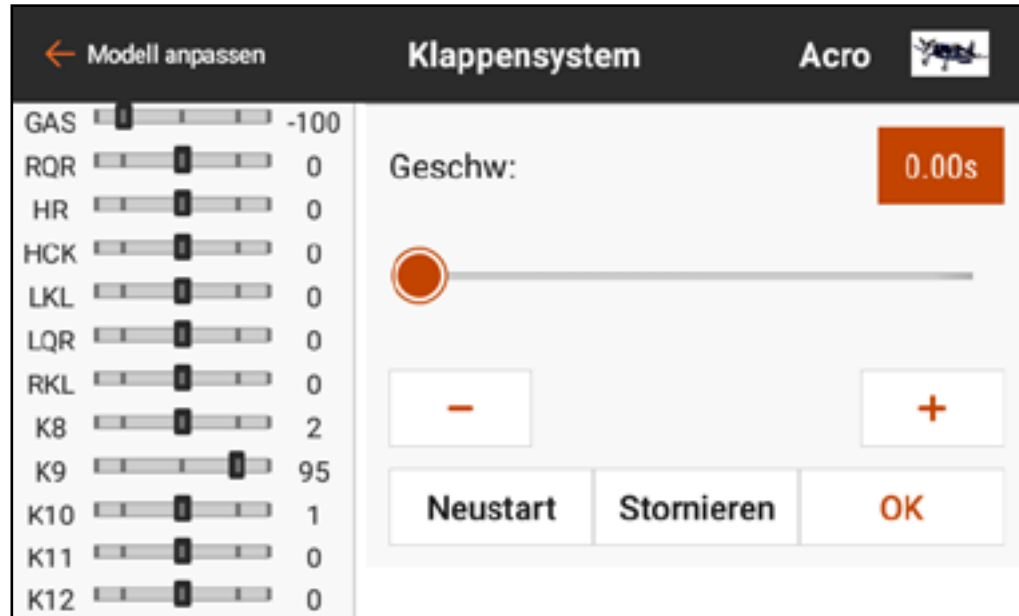 ← Modell anpassen Klappensystem Acro
GAS -100
RQR 0
HR 0
HCK 0
LKL 0
LQR 0
RKL 0
K8 2
K9 95
K10 1
K11 0
K12 0
Geschw: 0.00s
− +
Neustart Stornieren OK